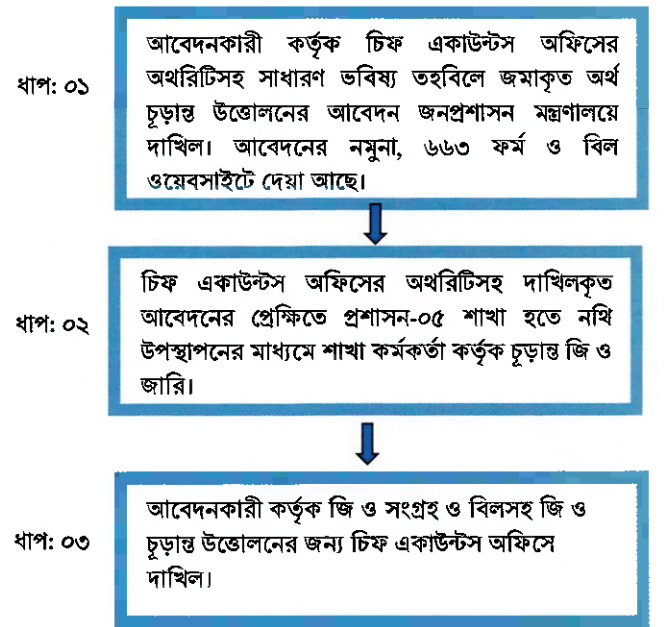 ধাপ: ০১
আবেদনকারী কর্তৃক চিফ একাউন্টস অফিসের
অথরিটিসহ সাধারণ ভবিষ্য তহবিলে জমাকৃত অর্থ
চূড়ান্ত উত্তোলনের আবেদন জনপ্রশাসন মন্ত্রণালয়ে
দাখিল। আবেদনের নমুনা, ৬৬৩ ফর্ম ও বিল
ওয়েবসাইটে দেয়া আছে।
ধাপ: ০২
চিফ একাউন্টস অফিসের অথরিটিসহ দাখিলকৃত
আবেদনের প্রেক্ষিতে প্রশাসন-০৫ শাখা হতে নথি
উপস্থাপনের মাধ্যমে শাখা কর্মকর্তা কর্তৃক চূড়ান্ত জি ও
জারি।
ধাপ: ০৩
আবেদনকারী কর্তৃক জি ও সংগ্রহ ও বিলসহ জি ও
চূড়ান্ত উত্তোলনের জন্য চিফ একাউন্টস অফিসে
দাখিল।